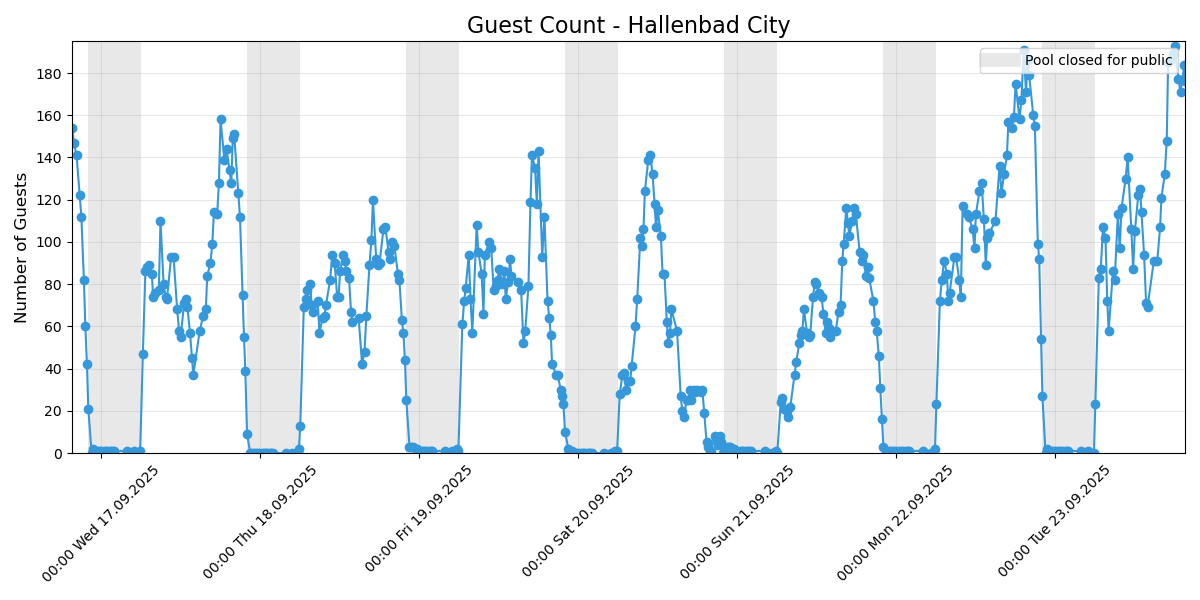 Guest Count - Hallenbad City
Pool closed for public
Number of Guests
180
160
140
120
100
80
60
40
20
0
00:00 Wed 17.09.2025
00:00 Thu 18.09.2025
00:00 Fri 19.09.2025
00:00 Sat 20.09.2025
00:00 Sun 21.09.2025
00:00 Mon 22.09.2025
00:00 Tue 23.09.2025